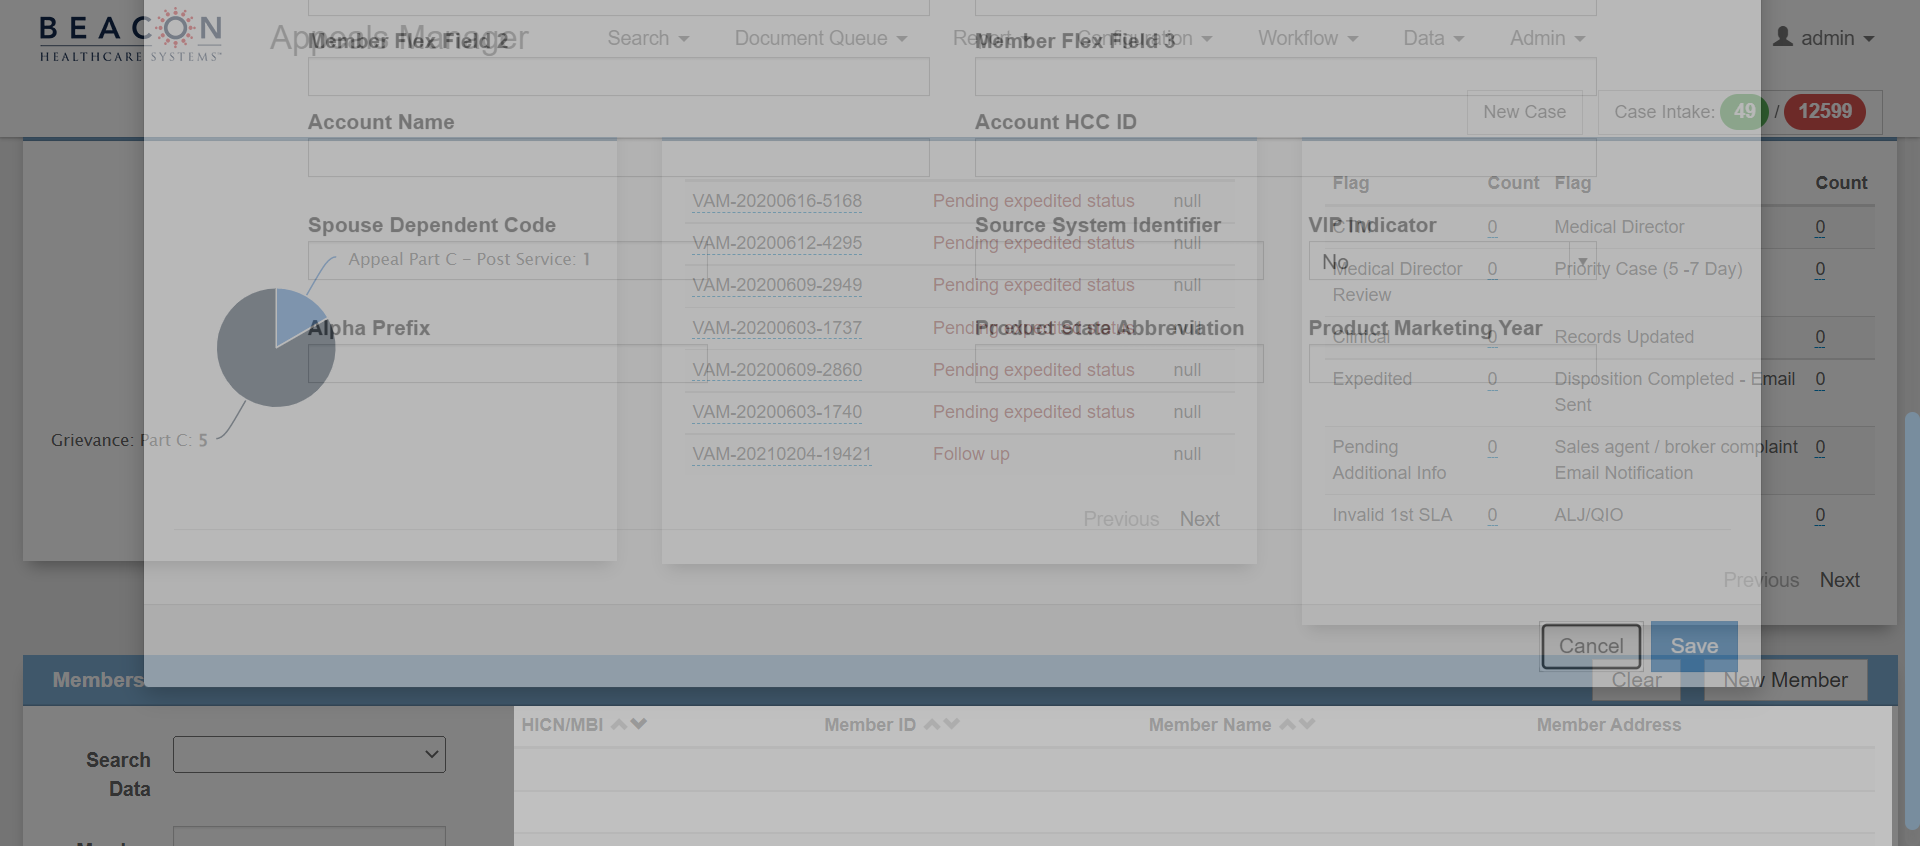 BEACON
HEALTHCARE SYSTEMS
Appeals Manager
Search
Document Queue
Configuration
Workflow
Data
Admin
admin
Member Flex Field 2
Member Flex Field 3
New Case
Case Intake: 49 / 12599
Account Name
Account HCC ID
Flag Count Flag Count
VAM-20200616-5168 Pending expedited status null
Spouse Dependent Code
Source System Identifier
VIP Indicator
0 Medical Director 0
VAM-20200612-4295 Pending expedited status null
Appeal Part C - Post Service: 1
No
Medical Director Review 0 Priority Case (5 -7 Day) 0
VAM-20200609-2949 Pending expedited status null
Alpha Prefix
Product State Abbreviation
Product Marketing Year
VAM-20200603-1737 Pending expedited status null
Clinical 0 Records Updated 0
VAM-20200609-2860 Pending expedited status null
Expedited 0 Disposition Completed - Email Sent 0
VAM-20200603-1740 Pending expedited status null
Grievance: Part C: 5
VAM-20210204-19421 Follow up null
Pending Additional Info 0 Sales agent / broker complaint Email Notification 0
Invalid 1st SLA 0 ALJ/QIO 0
Previous Next
Previous Next
Cancel Save
Members
Clear New Member
HICN/MBI Member ID Member Name Member Address
Search
Data